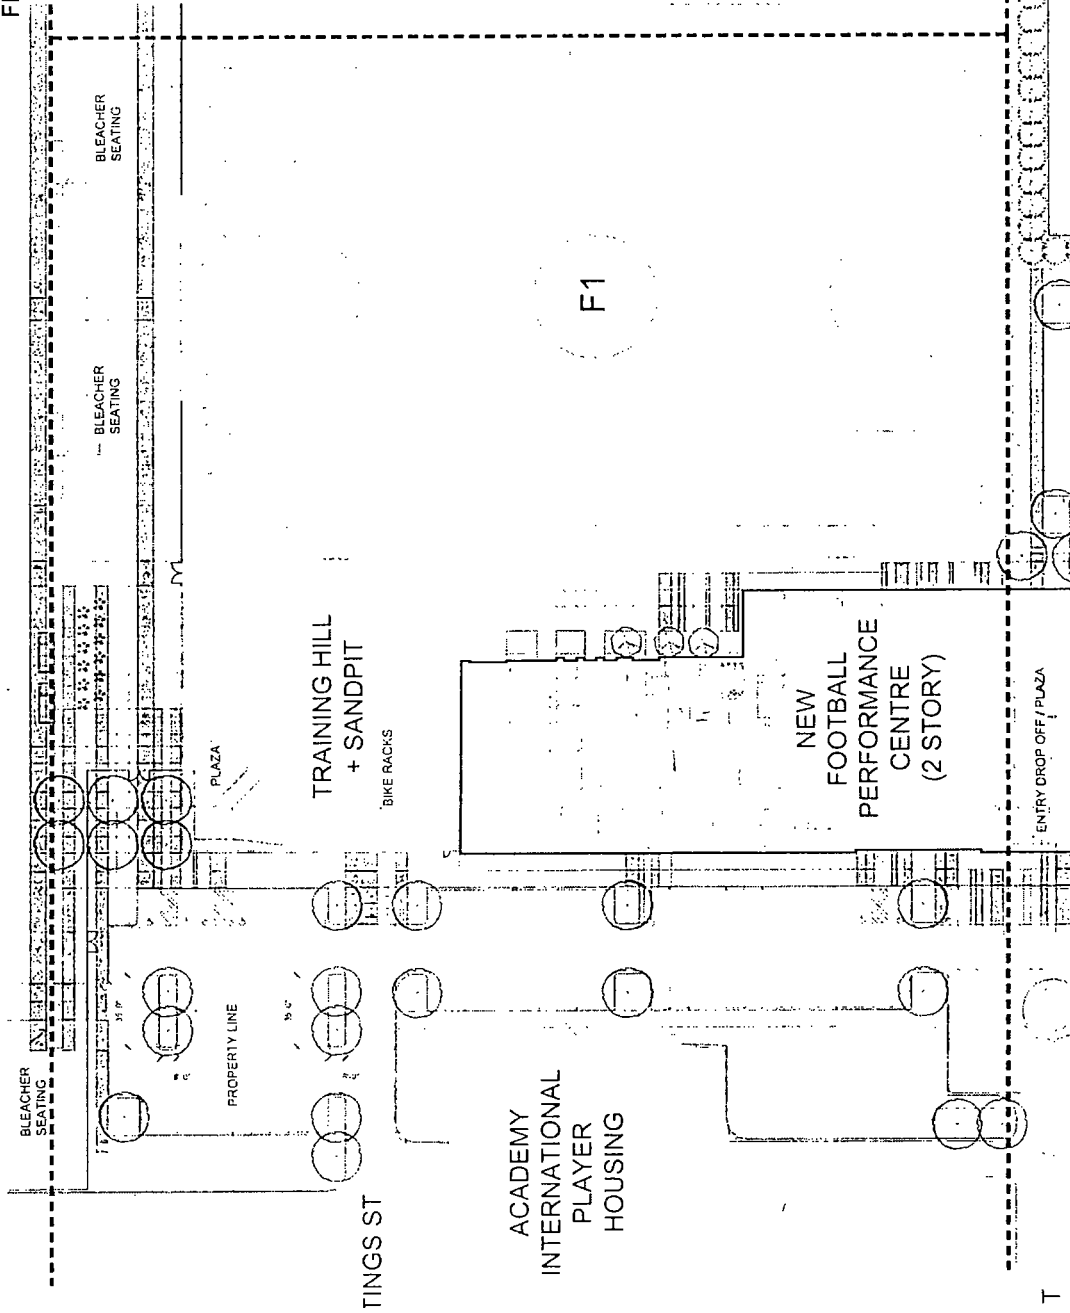 BLEACHER
SEATING
BLEACHER
SEATING
F1
TRAINING HILL
+ SANDPIT
BIKE RACKS
PLAZA
NEW
FOOTBALL
PERFORMANCE
CENTRE
(2 STORY)
ENTRY DROP OFF / PLAZA
PROPERTY LINE
BLEACHER
SEATING
ACADEMY
INTERNATIONAL
PLAYER
HOUSING
TINGS ST